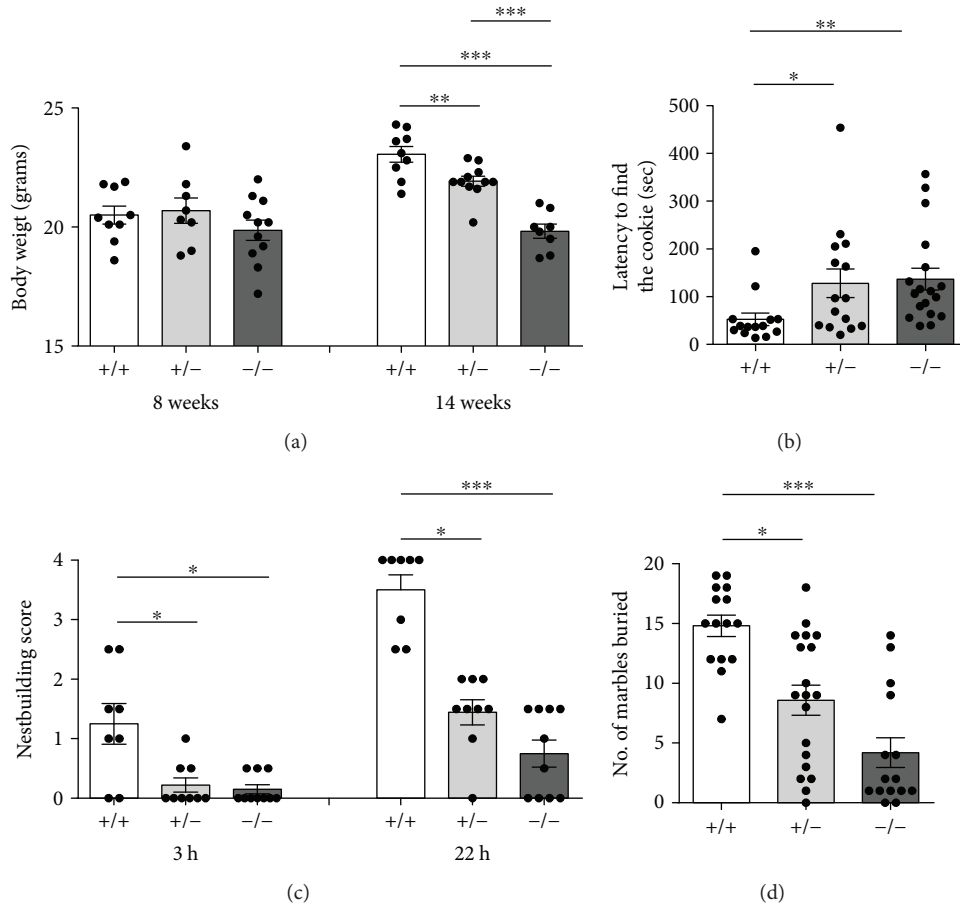 ***
***
**
25
20
15
Body weigt (grams)
+/+ +/− −/− +/+ +/− −/−
8 weeks 14 weeks
(a)
**
*
500
400
300
200
100
0
Latency to find
the cookie (sec)
+/+ +/− −/−
(b)
***
*
*
*
4
3
2
1
0
Nestbuilding score
+/+ +/− −/− +/+ +/− −/−
3 h 22 h
(c)
***
*
20
15
10
5
0
No. of marbles buried
+/+ +/− −/−
(d)